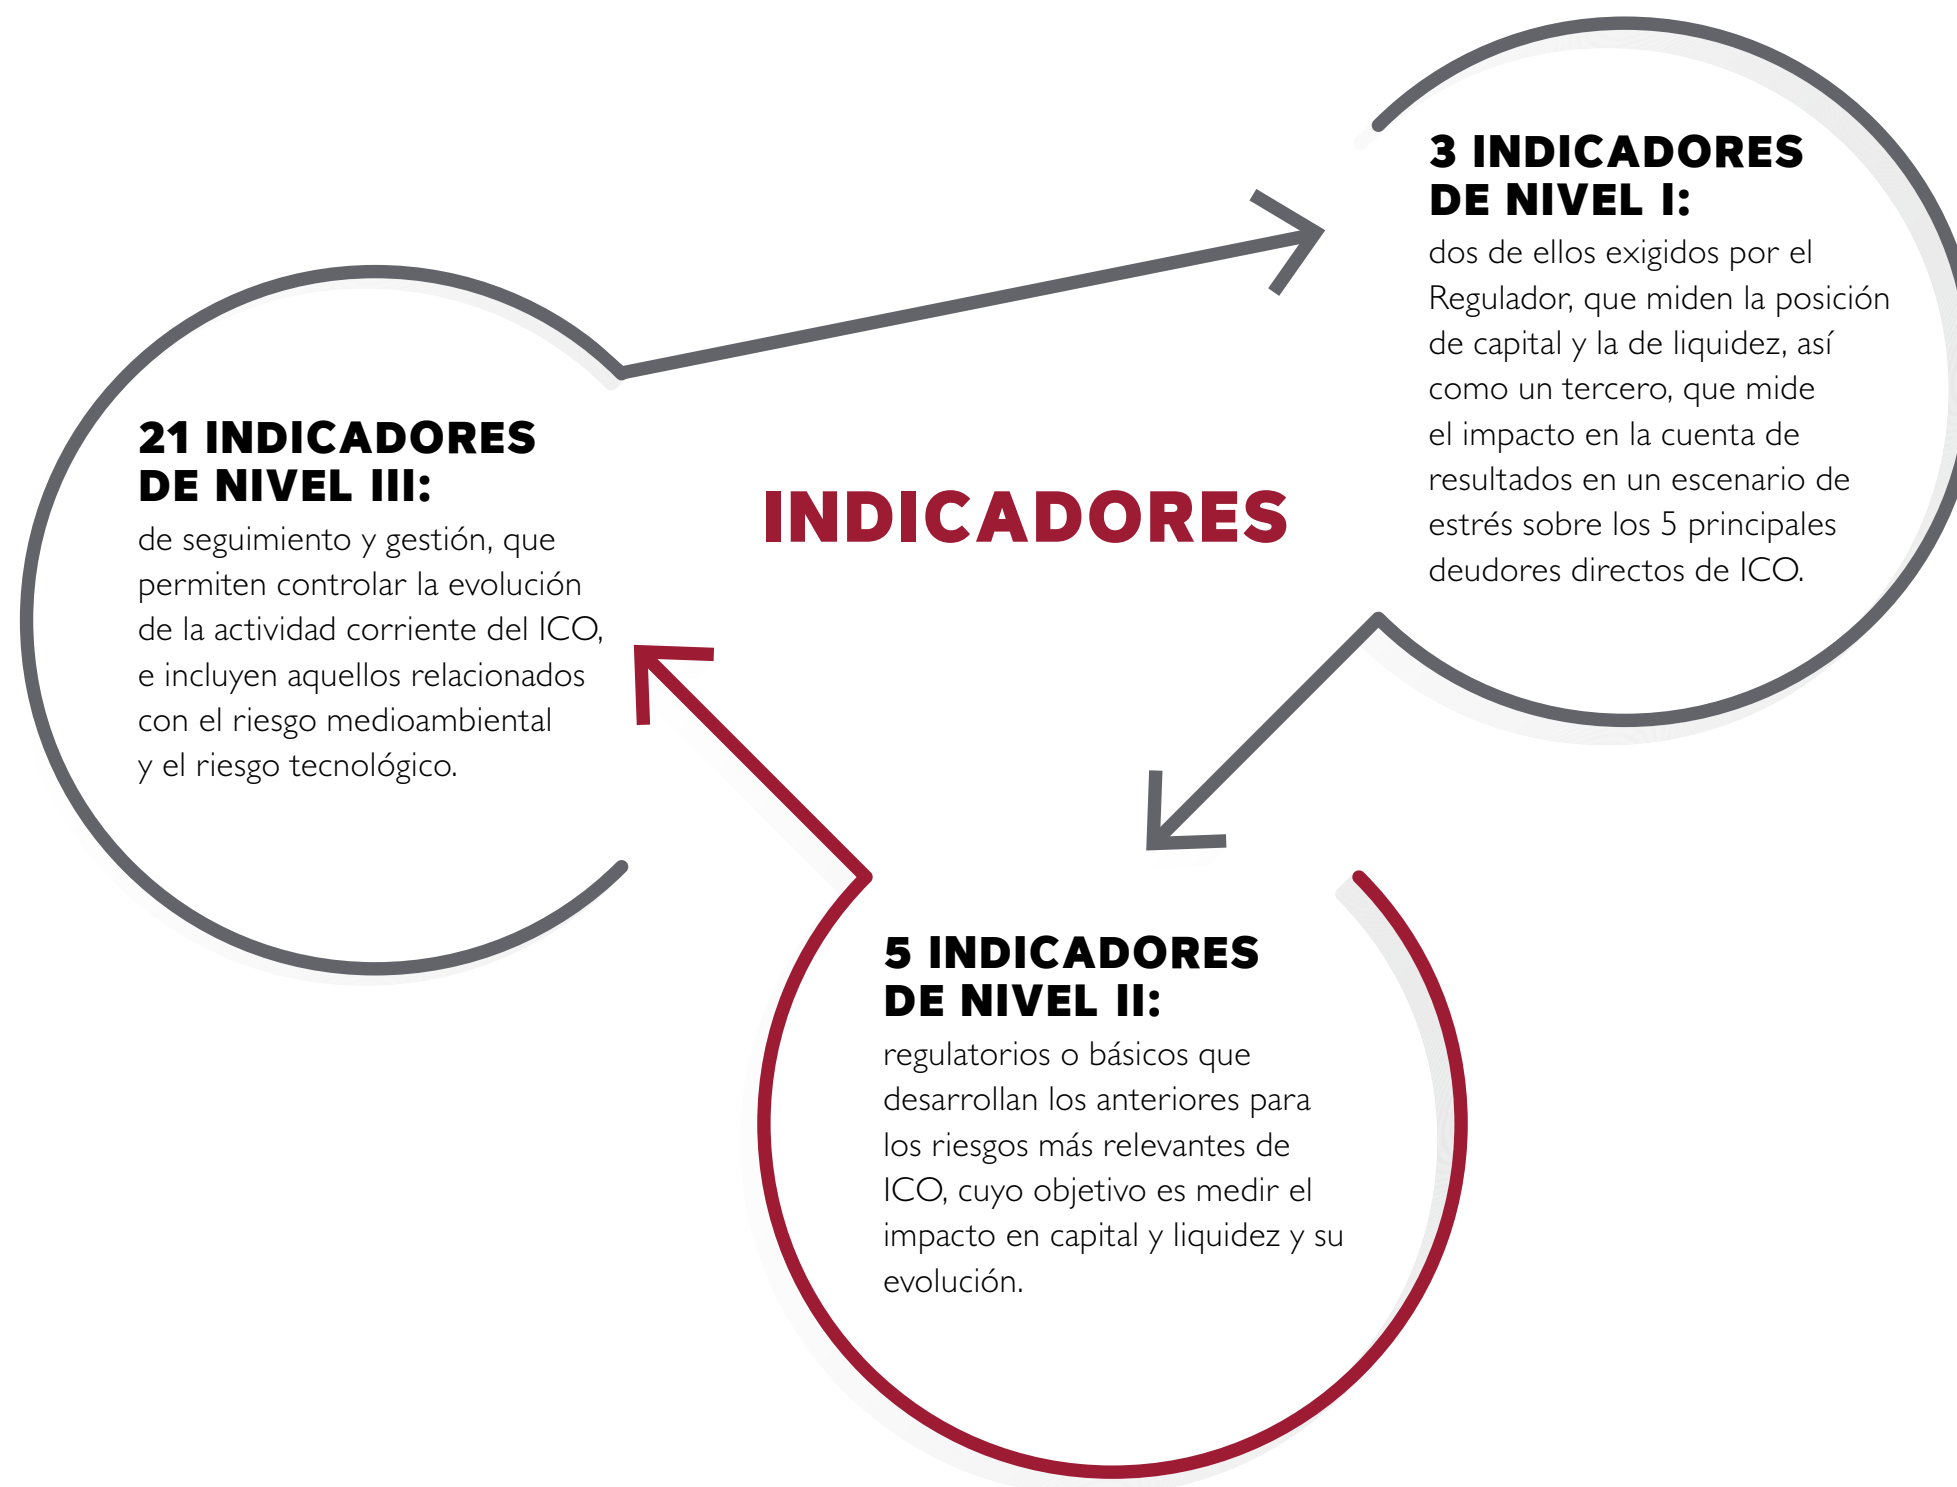 INDICADORES
3 INDICADORES
DE NIVEL I:
dos de ellos exigidos por el
Regulador, que miden la posición
de capital y la de liquidez, así
como un tercero, que mide
el impacto en la cuenta de
resultados en un escenario de
estrés sobre los 5 principales
deudores directos de ICO.
5 INDICADORES
DE NIVEL II:
regulatorios o básicos que
desarrollan los anteriores para
los riesgos más relevantes de
ICO, cuyo objetivo es medir el
impacto en capital y liquidez y su
evolución.
21 INDICADORES
DE NIVEL III:
de seguimiento y gestión, que
permiten controlar la evolución
de la actividad corriente del ICO,
e incluyen aquellos relacionados
con el riesgo medioambiental
y el riesgo tecnológico.